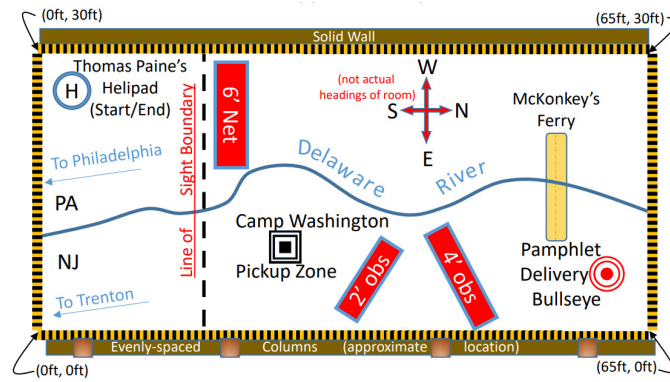 (0ft, 30ft)
(65ft, 30ft)
Solid Wall
Thomas Paine's
Helipad
(Start/End)
H
6' Net
(not actual
headings of room)
W
S
N
E
McKonkey's
Ferry
Line of Sight Boundary
To Philadelphia
Delaware River
PA
NJ
Camp Washington
Pickup Zone
2' obs
4' obs
Pamphlet
Delivery
Bullseye
To Trenton
Evenly-spaced Columns (approximate location)
(0ft, 0ft)
(65ft, 0ft)